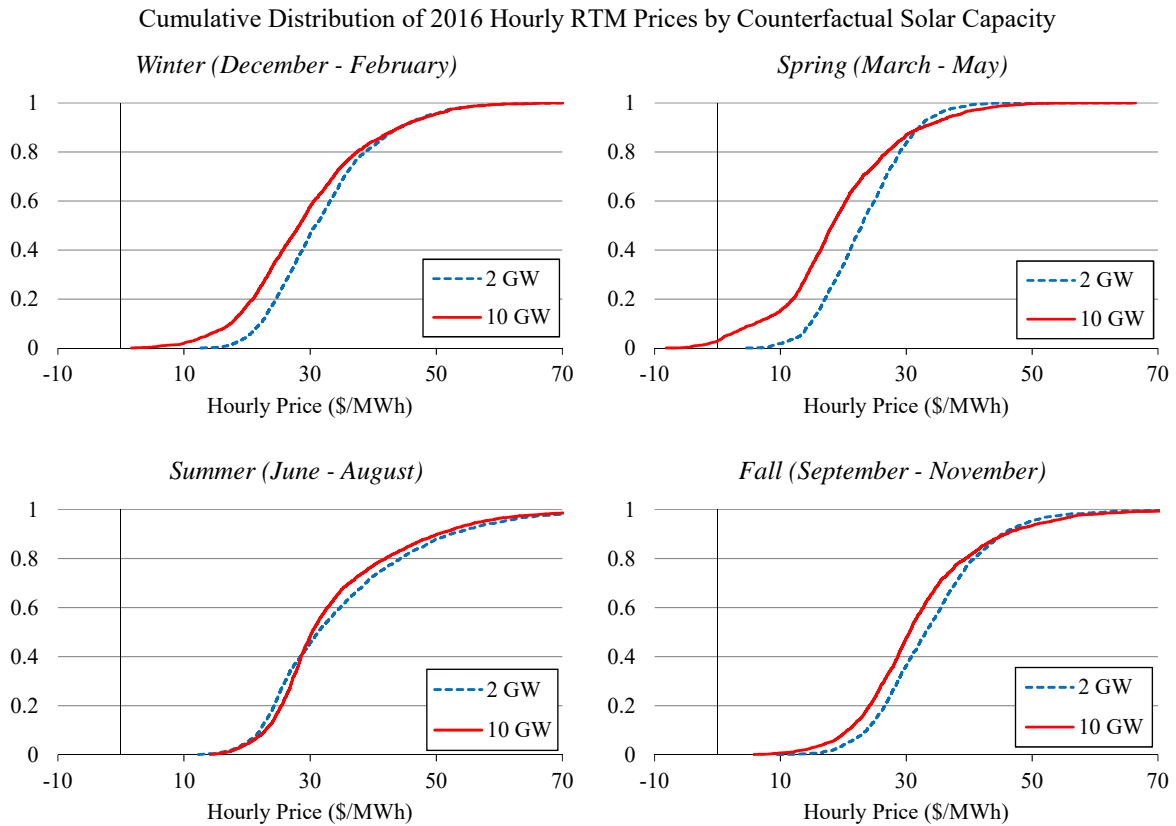 Cumulative Distribution of 2016 Hourly RTM Prices by Counterfactual Solar Capacity
Winter (December - February)
1
0.8
0.6
0.4
0.2
0
-10
10
30
50
70
2 GW
10 GW
Hourly Price ($/MWh)
Spring (March - May)
1
0.8
0.6
0.4
0.2
0
-10
10
30
50
70
2 GW
10 GW
Hourly Price ($/MWh)
Summer (June - August)
1
0.8
0.6
0.4
0.2
0
-10
10
30
50
70
2 GW
10 GW
Hourly Price ($/MWh)
Fall (September - November)
1
0.8
0.6
0.4
0.2
0
-10
10
30
50
70
2 GW
10 GW
Hourly Price ($/MWh)